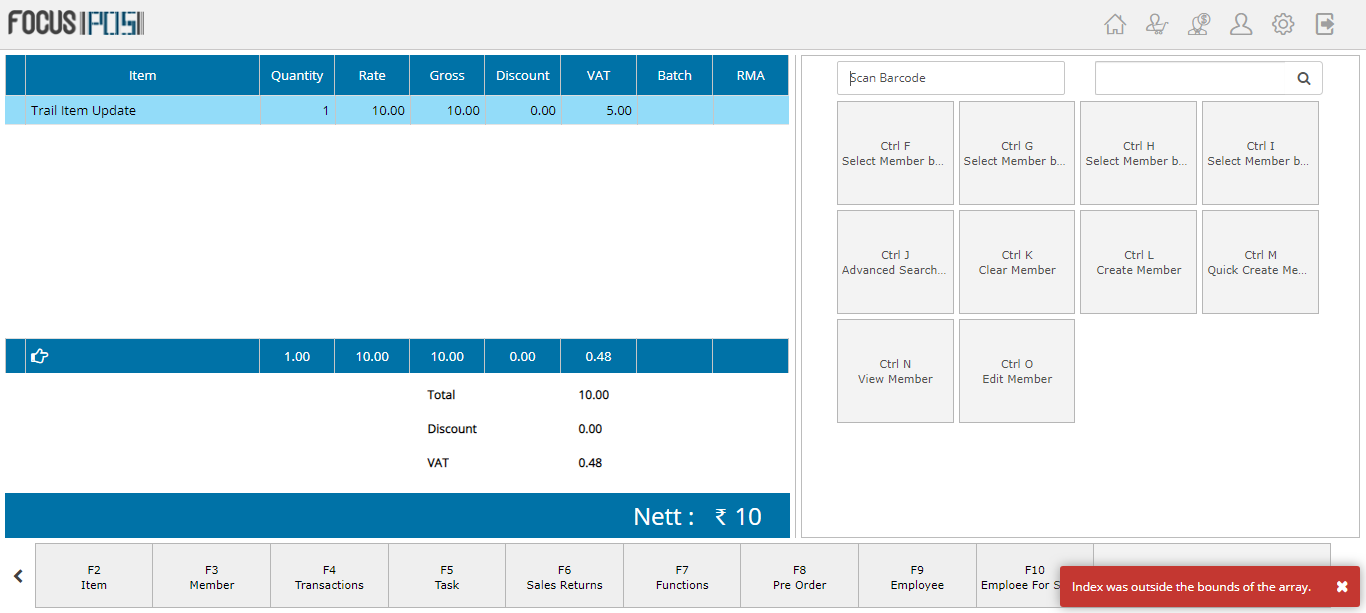 FOCUS POS
Item Quantity Rate Gross Discount VAT Batch RMA
Trail Item Update 1 10.00 10.00 0.00 5.00
1.00 10.00 10.00 0.00 0.48
Total 10.00
Discount 0.00
VAT 0.48
Nett : ₹ 10
Scan Barcode
Ctrl F
Select Member b...
Ctrl G
Select Member b...
Ctrl H
Select Member b...
Ctrl I
Select Member b...
Ctrl J
Advanced Search...
Ctrl K
Clear Member
Ctrl L
Create Member
Ctrl M
Quick Create Me...
Ctrl N
View Member
Ctrl O
Edit Member
F2
Item
F3
Member
F4
Transactions
F5
Task
F6
Sales Returns
F7
Functions
F8
Pre Order
F9
Employee
F10
Emploee For S
Index was outside the bounds of the array.